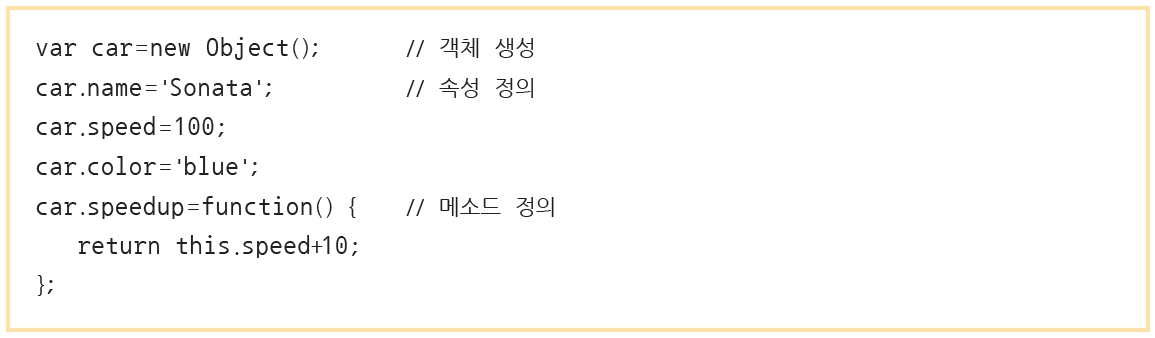 var car=new Object();      // 객체 생성
car.name='Sonata';         // 속성 정의
car.speed=100;
car.color='blue';
car.speedup=function() {   // 메소드 정의
   return this.speed+10;
};